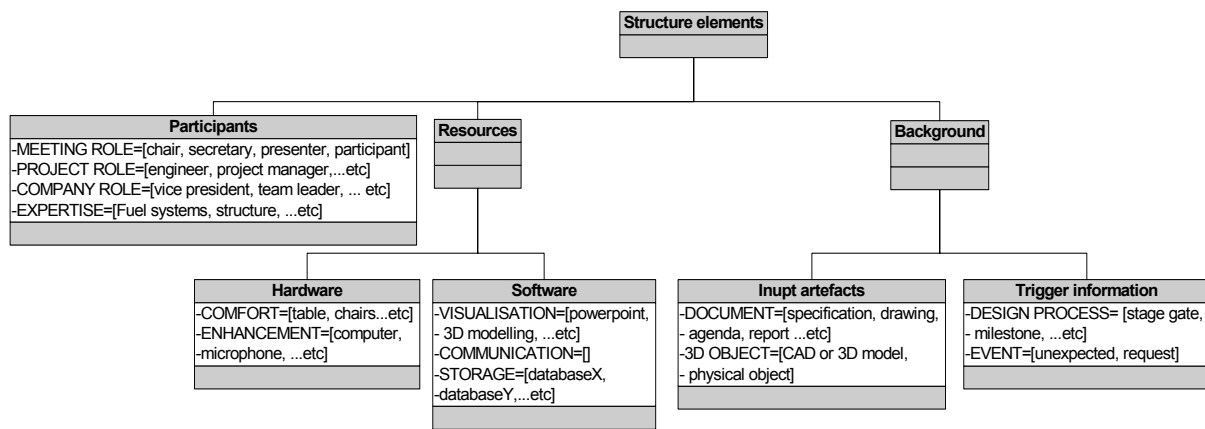 Structure elements
Participants
-MEETING ROLE=[chair, secretary, presenter, participant]
-PROJECT ROLE=[engineer, project manager,...etc]
-COMPANY ROLE=[vice president, team leader, ... etc]
-EXPERTISE=[Fuel systems, structure, ...etc]
Resources
Background
Hardware
-COMFORT=[table, chairs...etc]
-ENHANCEMENT=[computer,
-microphone, ...etc]
Software
-VISUALISATION=[powerpoint,
- 3D modelling, ...etc]
-COMMUNICATION=[]
-STORAGE=[databaseX,
-databaseY,...etc]
Inupt artefacts
-DOCUMENT=[specification, drawing,
- agenda, report ...etc]
-3D OBJECT=[CAD or 3D model,
- physical object]
Trigger information
-DESIGN PROCESS= [stage gate,
- milestone, ...etc]
-EVENT=[unexpected, request]